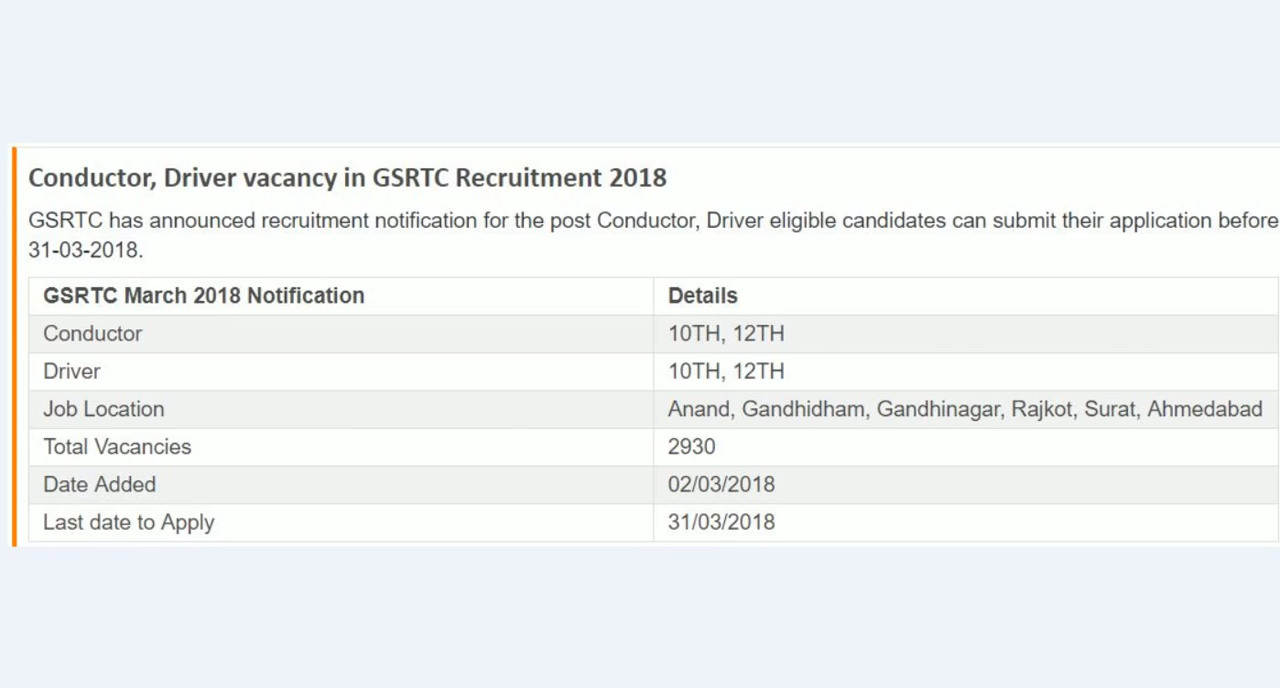 Conductor, Driver vacancy in GSRTC Recruitment 2018
GSRTC has announced recruitment notification for the post Conductor, Driver eligible candidates can submit their application before
31-03-2018.
GSRTC March 2018 Notification Details
Conductor 10TH, 12TH
Driver 10TH, 12TH
Job Location Anand, Gandhidham, Gandhinagar, Rajkot, Surat, Ahmedabad
Total Vacancies 2930
Date Added 02/03/2018
Last date to Apply 31/03/2018